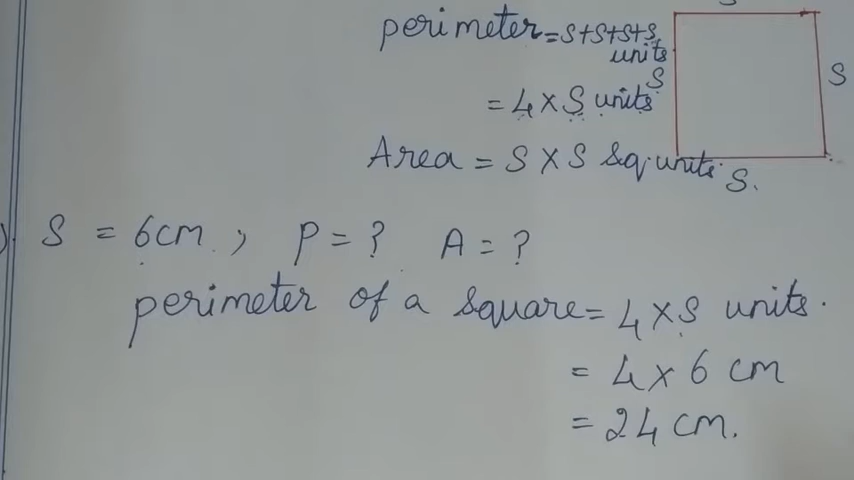 S
perimeter = S+S+S+S
units
S
S
= 4 × S units
Area = S × S Sq. units
S.
) S = 6cm, P = ? A = ?
perimeter of a square = 4 × S units.
= 4 × 6 cm
= 24 cm.